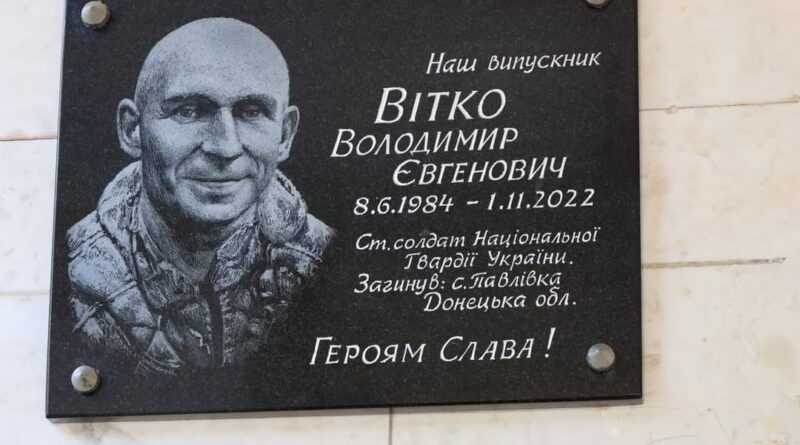 Наш випускник
ВІТКО
ВОЛОДИМИР
ЄВГЕНОВИЧ
8.6.1984 – 1.11.2022
Ст. солдат Національної
Гвардії України.
Загинув: с. Павлівка
Донецька обл.
ГЕРОЯМ СЛАВА!